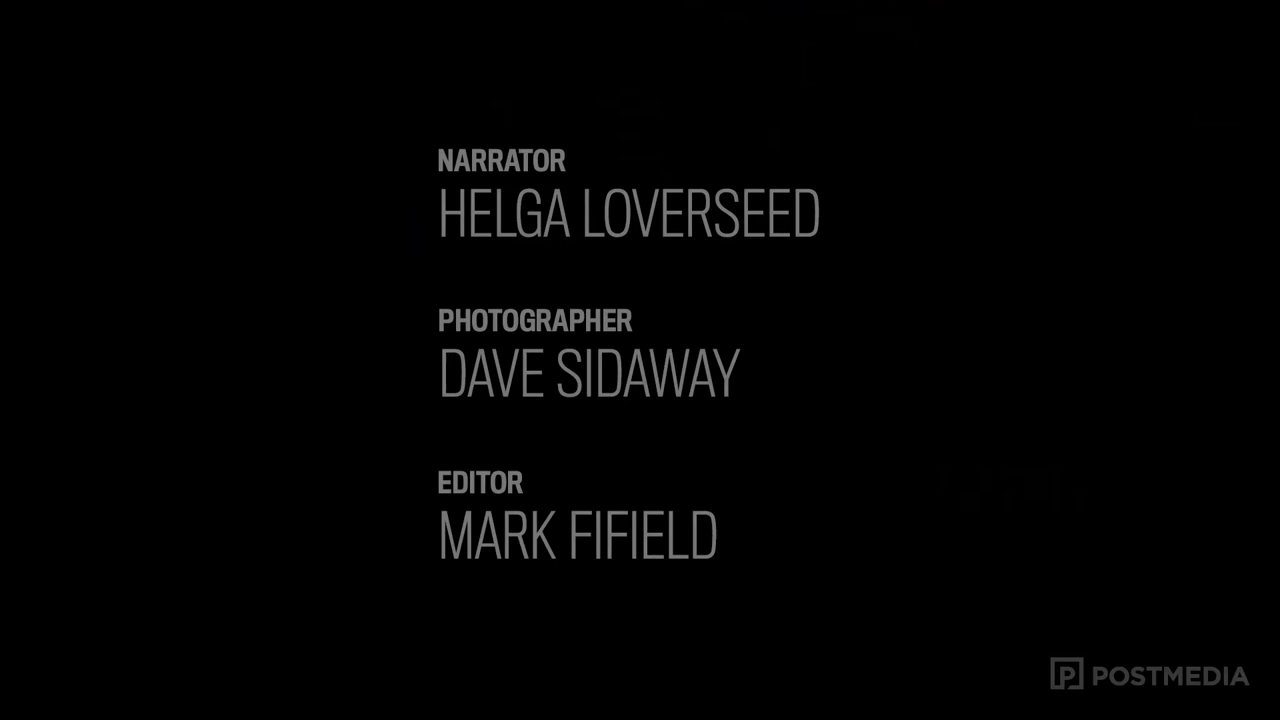 NARRATOR
HELGA LOVERSEED
PHOTOGRAPHER
DAVE SIDAWAY
EDITOR
MARK FIFIELD
P POSTMEDIA